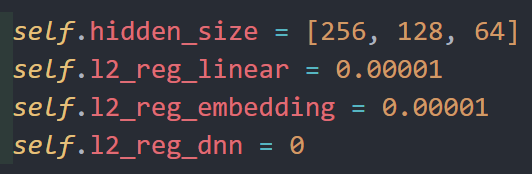 self.hidden_size = [256, 128, 64]
self.l2_reg_linear = 0.00001
self.l2_reg_embedding = 0.00001
self.l2_reg_dnn = 0